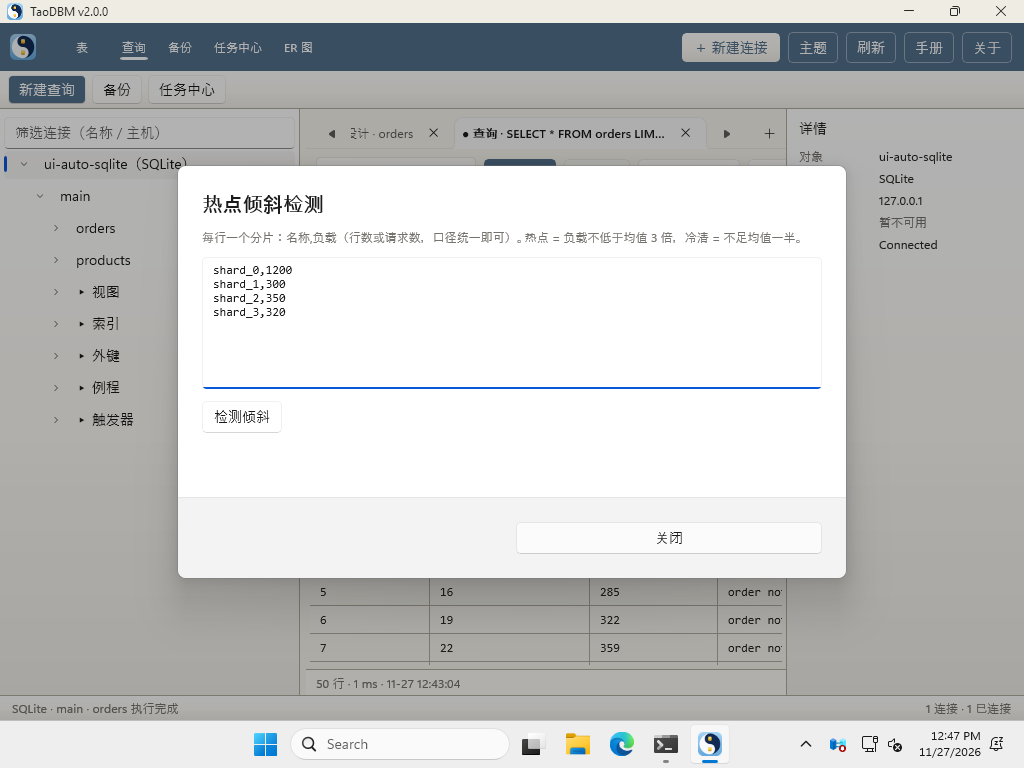 TaoDBM v2.0.0
表
查询
备份
任务中心
ER 图
+ 新建连接
主题
刷新
手册
关于
新建查询
备份
任务中心
筛选连接（名称 / 主机）
设计 · orders
● 查询 · SELECT * FROM orders LIM...
详情
ui-auto-sqlite（SQLite）
main
orders
products
视图
索引
外键
例程
触发器
对象
ui-auto-sqlite
SQLite
127.0.0.1
暂不可用
Connected
热点倾斜检测
每行一个分片：名称,负载（行数或请求数，口径统一即可）。热点 = 负载不低于均值 3 倍，冷清 = 不足均值一半。
shard_0,1200
shard_1,300
shard_2,350
shard_3,320
检测倾斜
关闭
5 16 285 order no
6 19 322 order no
7 22 359 order no
50 行 · 1 ms · 11-27 12:43:04
SQLite · main · orders 执行完成
1 连接 · 1 已连接
Search
12:47 PM
11/27/2026